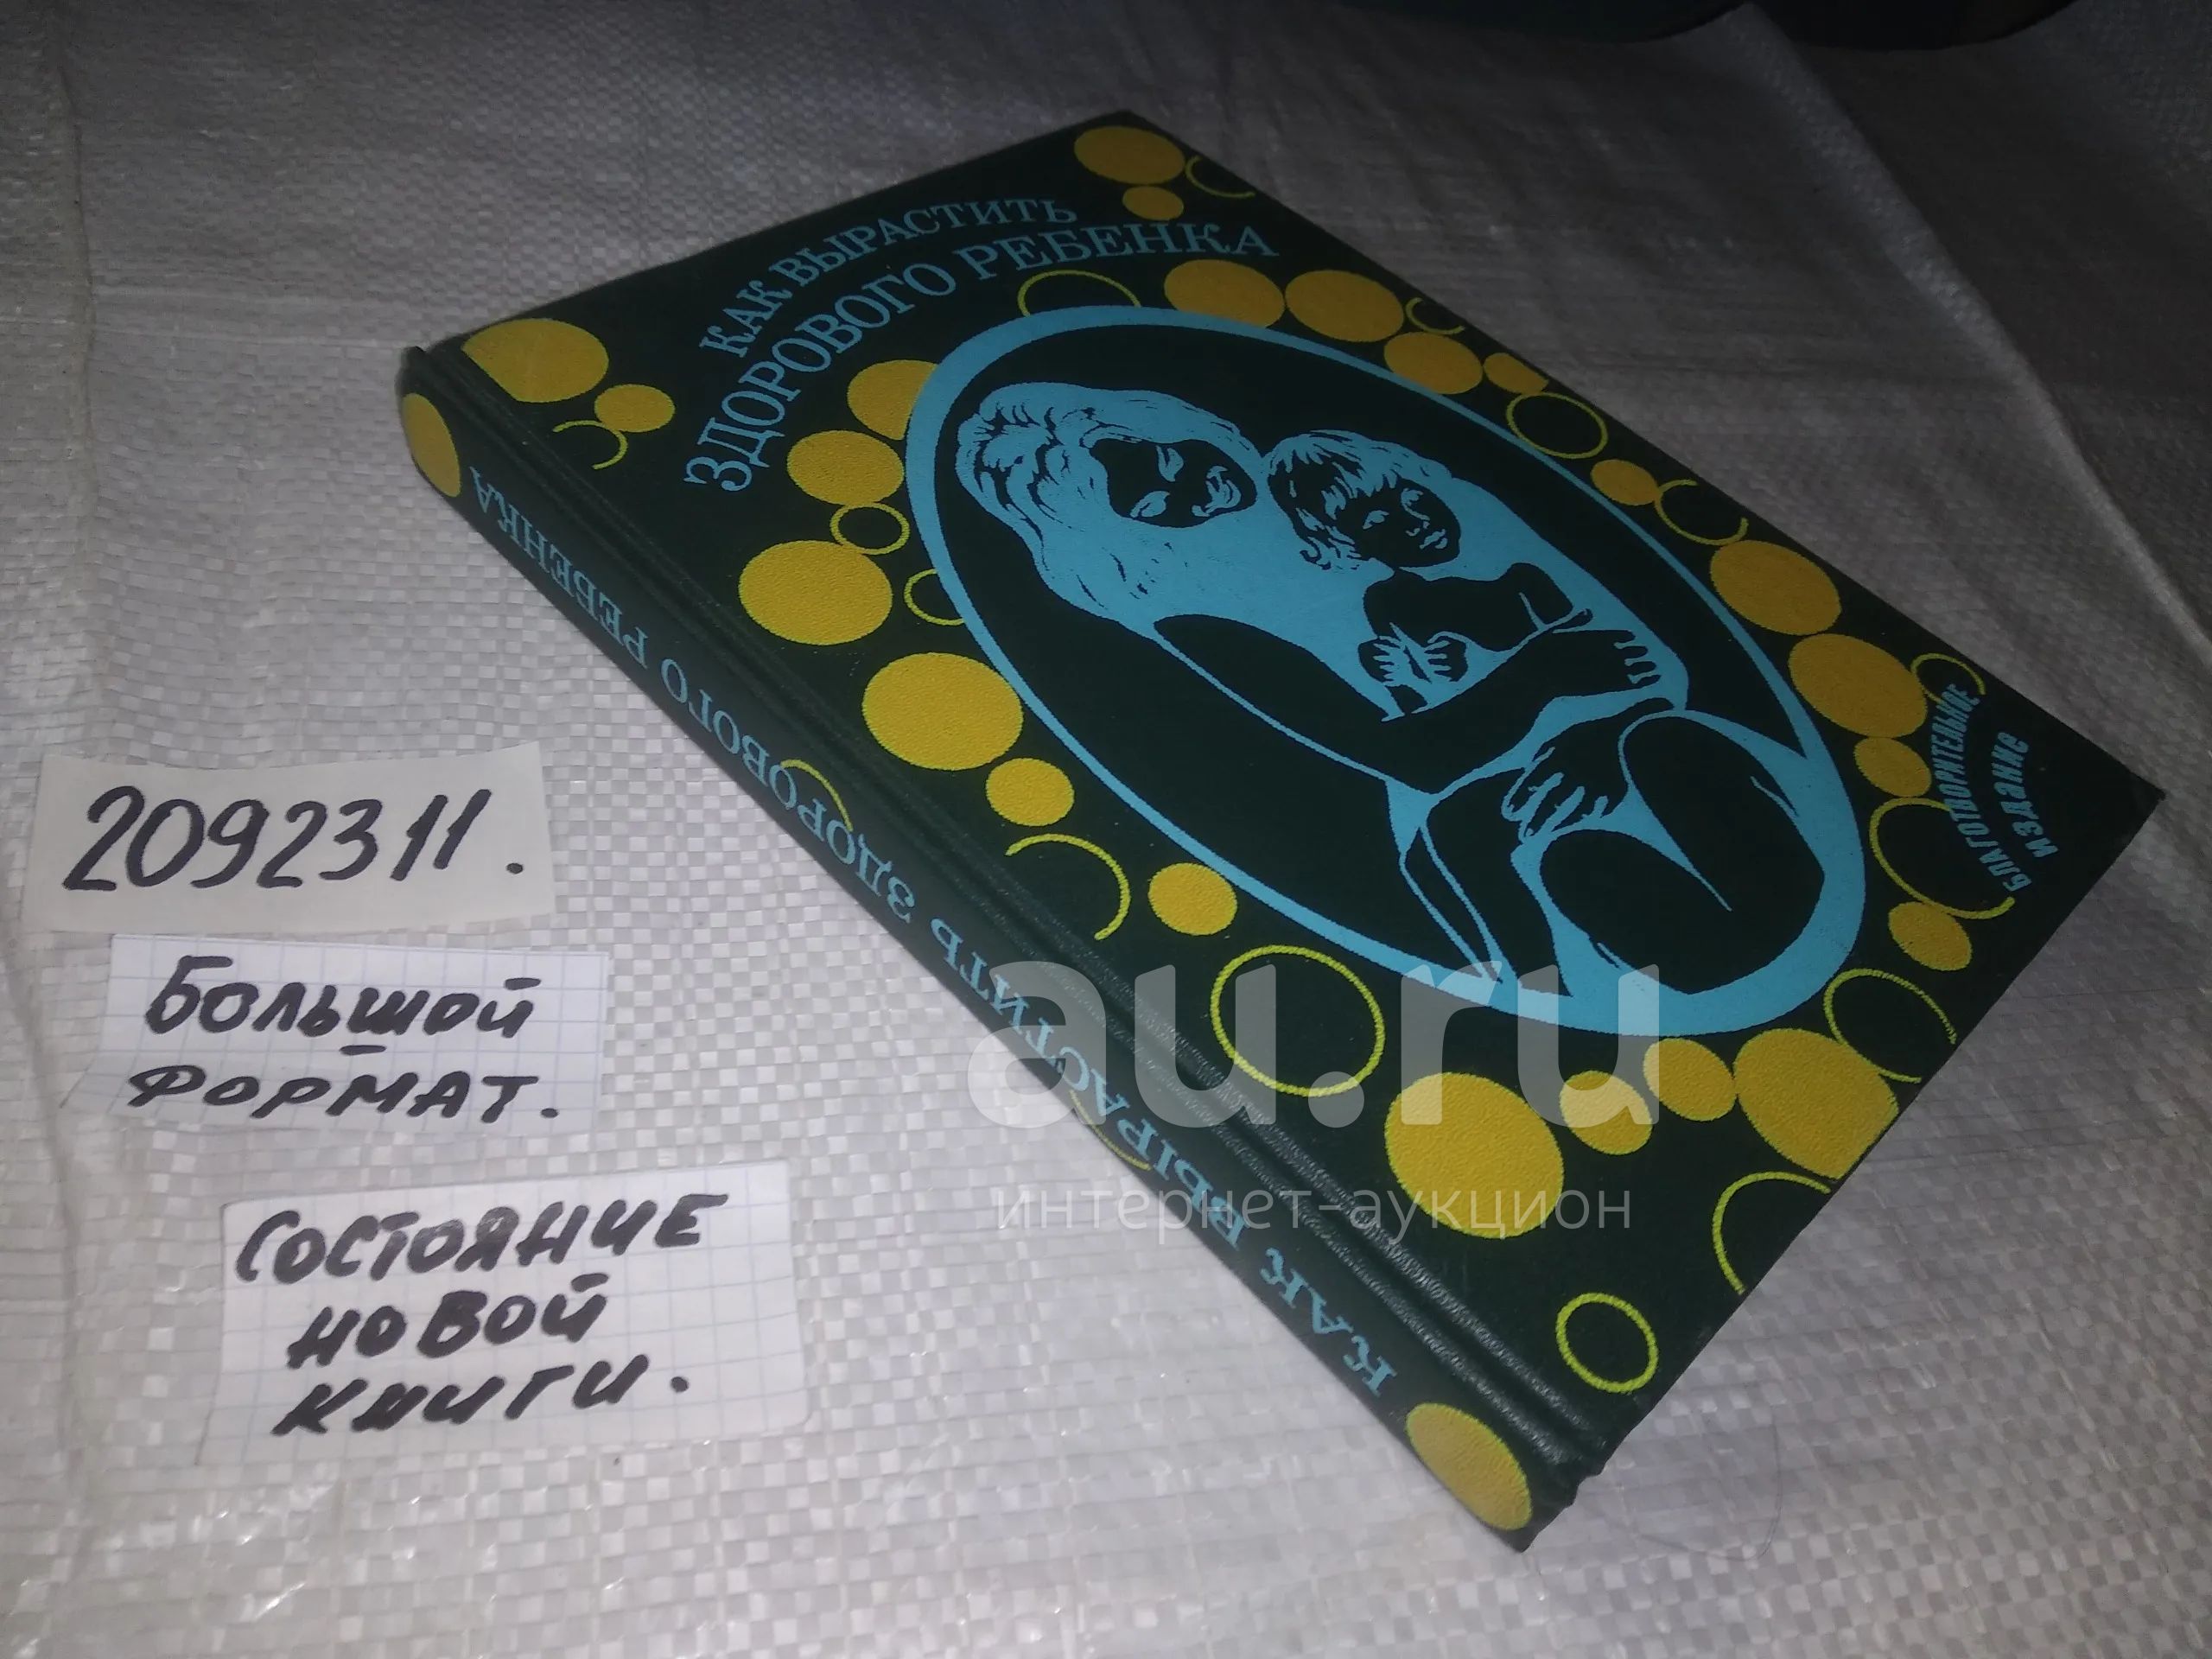 КАК ВЫРАСТИТЬ
ЗДОРОВОГО РЕБЕНКА
БЛАГОТВОРИТЕЛЬНОЕ
ИЗДАНИЕ
КАК ВЫРАСТИТЬ ЗДОРОВОГО РЕБЕНКА
2092311.
БОЛЬШОЙ
ФОРМАТ.
СОСТОЯНИЕ
НОВОЙ
КНИГИ.
au.ru
интернет-аукцион